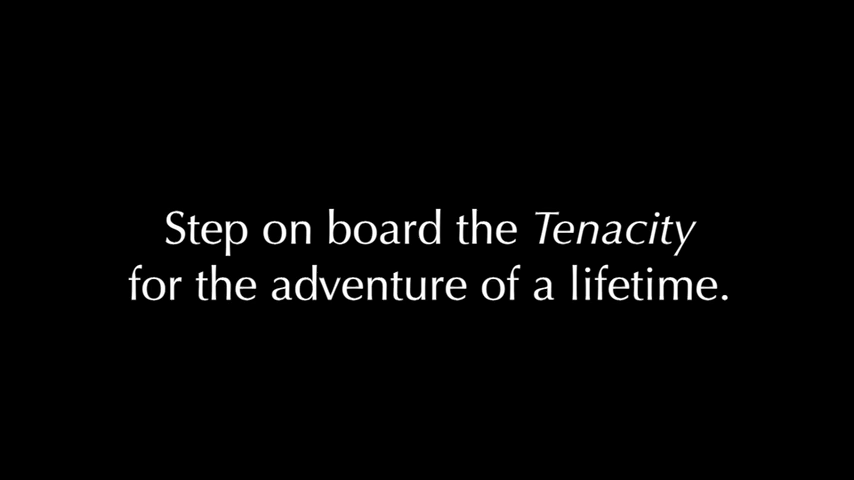 Step on board the Tenacity
for the adventure of a lifetime.